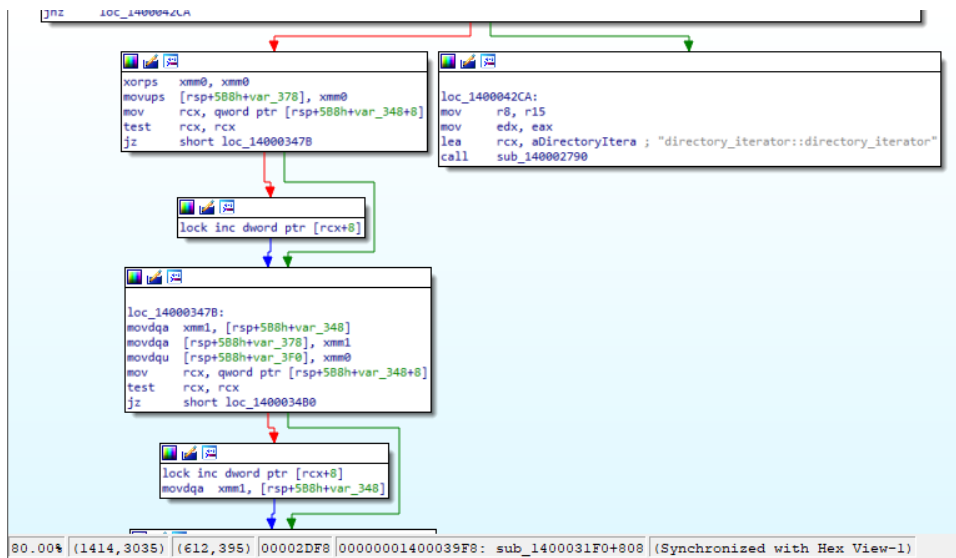 jnz     loc_1400042CA
xorps   xmm0, xmm0
movups  [rsp+5B8h+var_378], xmm0
mov     rcx, qword ptr [rsp+5B8h+var_348+8]
test    rcx, rcx
jz      short loc_14000347B
loc_1400042CA:
mov     r8, r15
mov     edx, eax
lea     rcx, aDirectoryItera ; "directory_iterator::directory_iterator"
call    sub_140002790
lock inc dword ptr [rcx+8]
loc_14000347B:
movdqa  xmm1, [rsp+5B8h+var_348]
movdqa  [rsp+5B8h+var_378], xmm1
movdqu  [rsp+5B8h+var_3F0], xmm0
mov     rcx, qword ptr [rsp+5B8h+var_348+8]
test    rcx, rcx
jz      short loc_1400034B0
lock inc dword ptr [rcx+8]
movdqa  xmm1, [rsp+5B8h+var_348]
80.00% (1414,3035) (612,395) 00002DF8 00000001400039F8: sub_1400031F0+808 (Synchronized with Hex View-1)